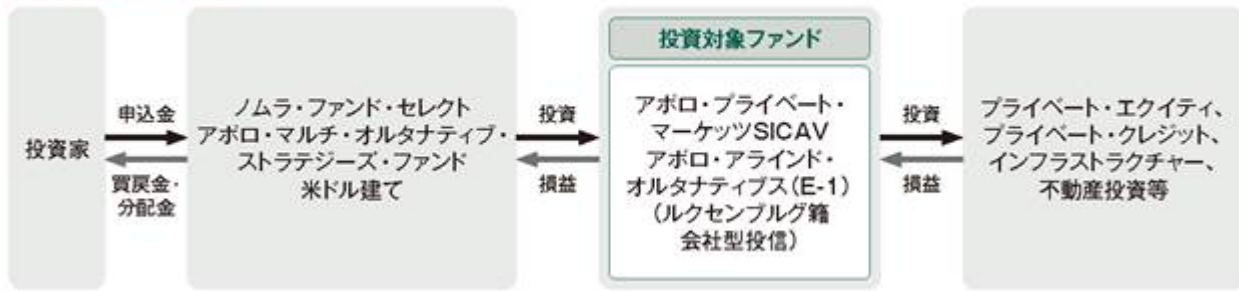 投資家
申込金
買戻金・
分配金
ノムラ・ファンド・セレクト
アポロ・マルチ・オルタナティブ・
ストラテジーズ・ファンド
米ドル建て
投資
損益
投資対象ファンド
アポロ・プライベート・
マーケッツSICAV
アポロ・アラインド・
オルタナティブス(E-1)
(ルクセンブルグ籍
会社型投信)
投資
損益
プライベート・エクイティ、
プライベート・クレジット、
インフラストラクチャー、
不動産投資等